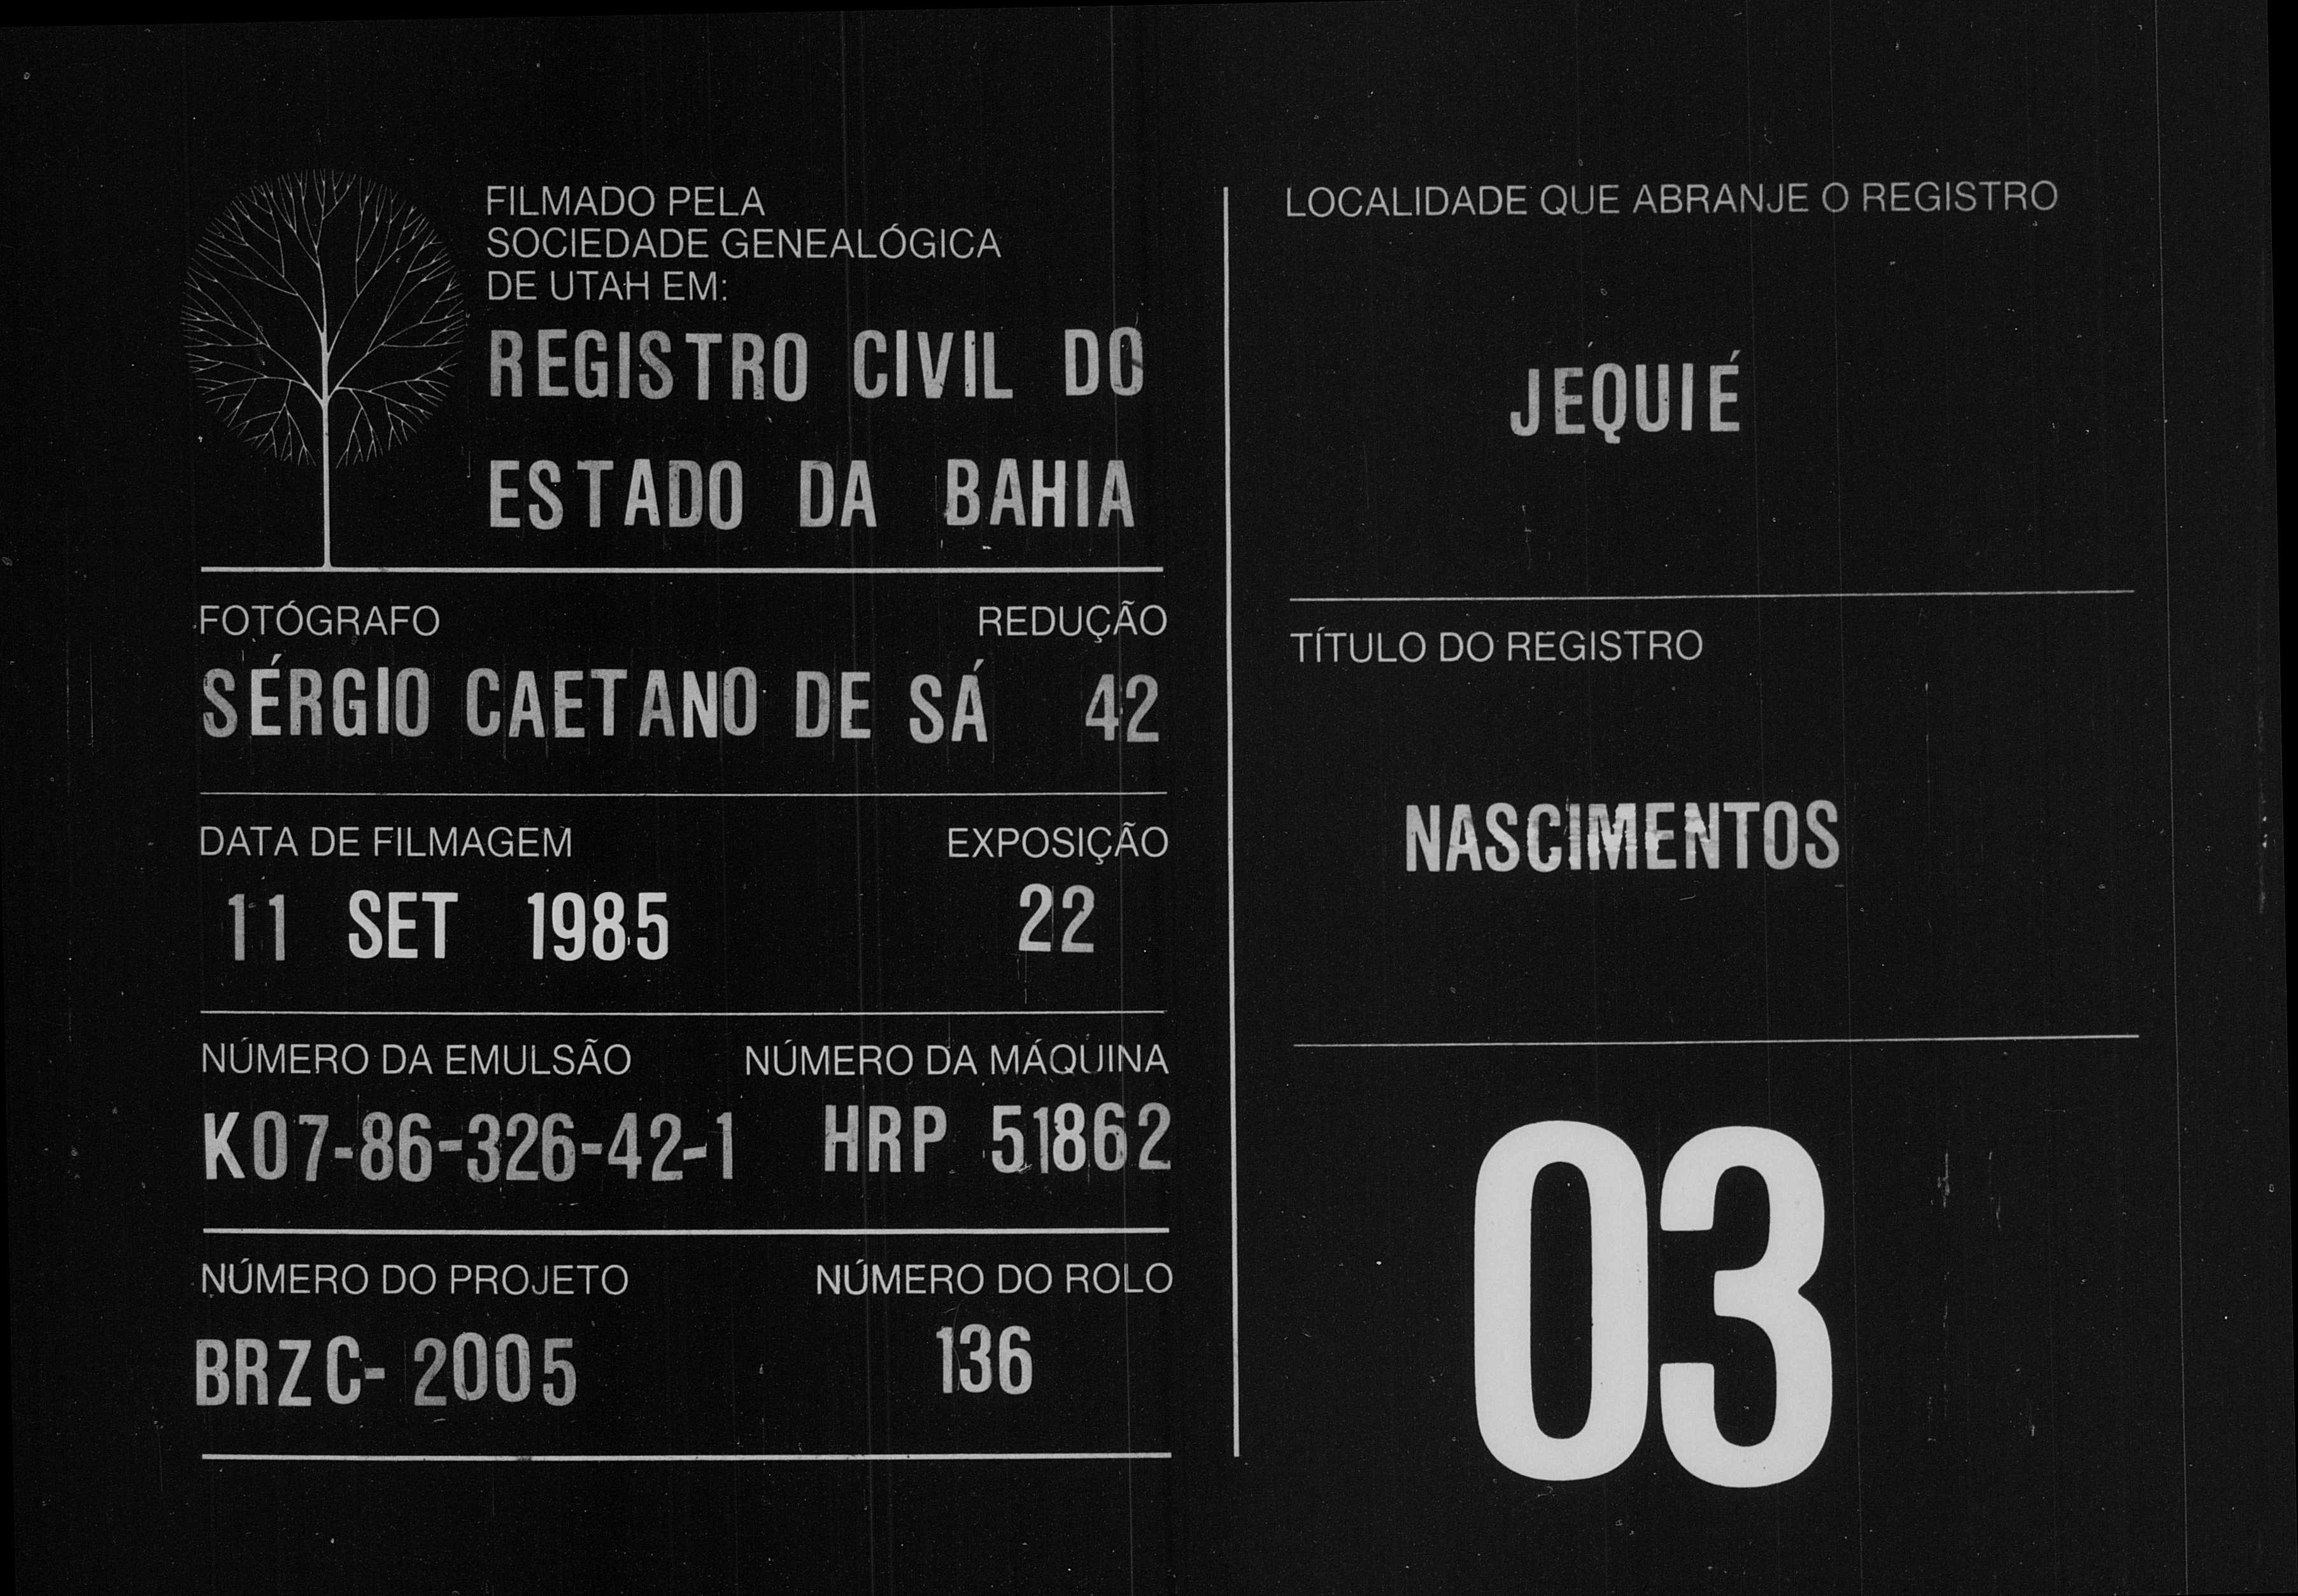 FILMADO PELA
SOCIEDADE GENEALÓGICA
DE UTAH EM:
REGISTRO CIVIL DO
ESTADO DA BAHIA
FOTÓGRAFO REDUÇÃO
SÉRGIO CAETANO DE SÁ 42
DATA DE FILMAGEM EXPOSIÇÃO
11 SET 1985 22
NÚMERO DA EMULSÃO NÚMERO DA MÁQUINA
K07-86-326-42-1 HRP 51862
NÚMERO DO PROJETO NÚMERO DO ROLO
BRZC-2005 136
LOCALIDADE QUE ABRANJE O REGISTRO
JEQUIÉ
TÍTULO DO REGISTRO
NASCIMENTOS
03